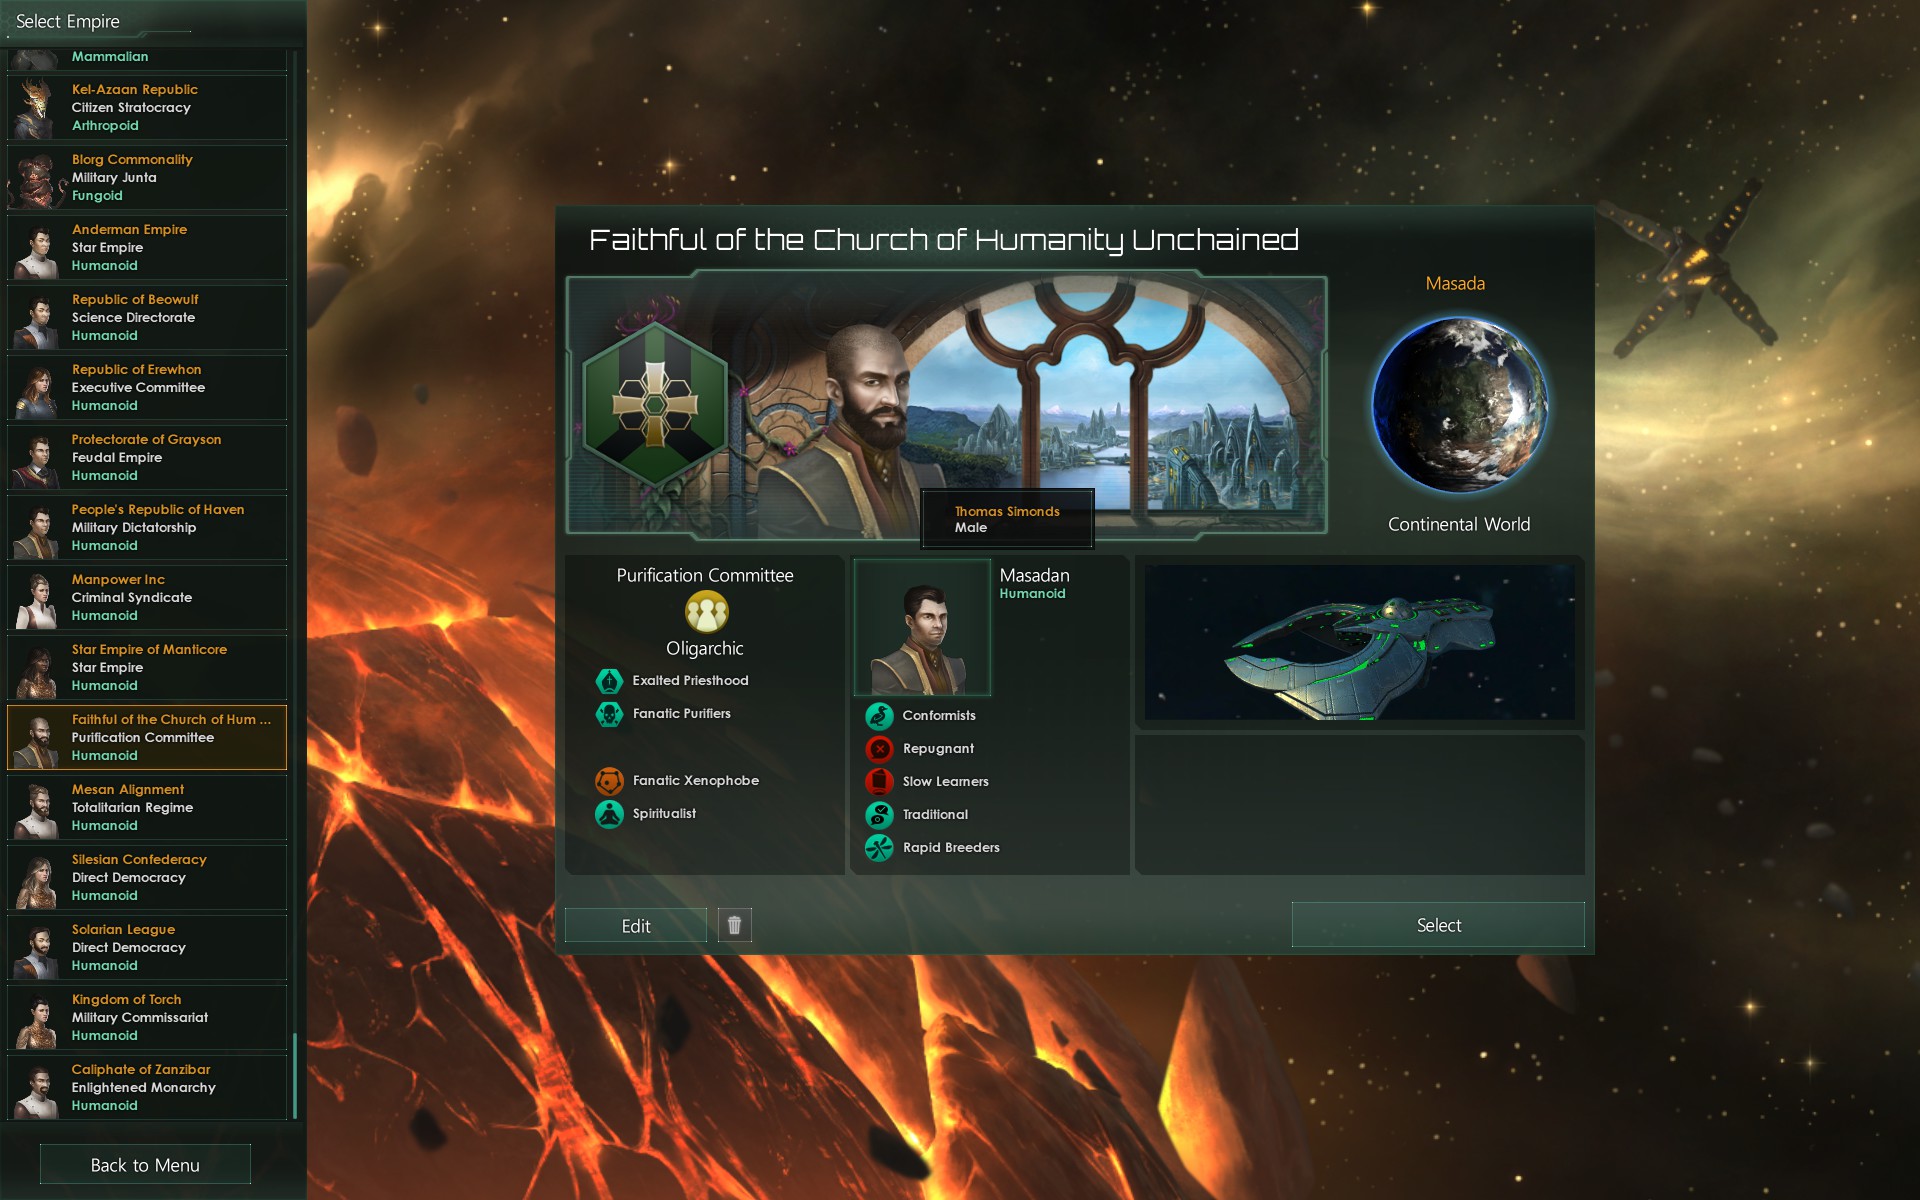 Select Empire
Mammalian
Kel-Azaan Republic
Citizen Stratocracy
Arthropoid
Blorg Commonality
Military Junta
Fungoid
Anderman Empire
Star Empire
Humanoid
Republic of Beowulf
Science Directorate
Humanoid
Republic of Erewhon
Executive Committee
Humanoid
Protectorate of Grayson
Feudal Empire
Humanoid
People's Republic of Haven
Military Dictatorship
Humanoid
Manpower Inc
Criminal Syndicate
Humanoid
Star Empire of Manticore
Star Empire
Humanoid
Faithful of the Church of Hum ...
Purification Committee
Humanoid
Mesan Alignment
Totalitarian Regime
Humanoid
Silesian Confederacy
Direct Democracy
Humanoid
Solarian League
Direct Democracy
Humanoid
Kingdom of Torch
Military Commissariat
Humanoid
Caliphate of Zanzibar
Enlightened Monarchy
Humanoid
Back to Menu
Faithful of the Church of Humanity Unchained
Masada
Continental World
Thomas Simonds
Male
Purification Committee
Oligarchic
Exalted Priesthood
Fanatic Purifiers
Fanatic Xenophobe
Spiritualist
Masadan
Humanoid
Conformists
Repugnant
Slow Learners
Traditional
Rapid Breeders
Edit
Select